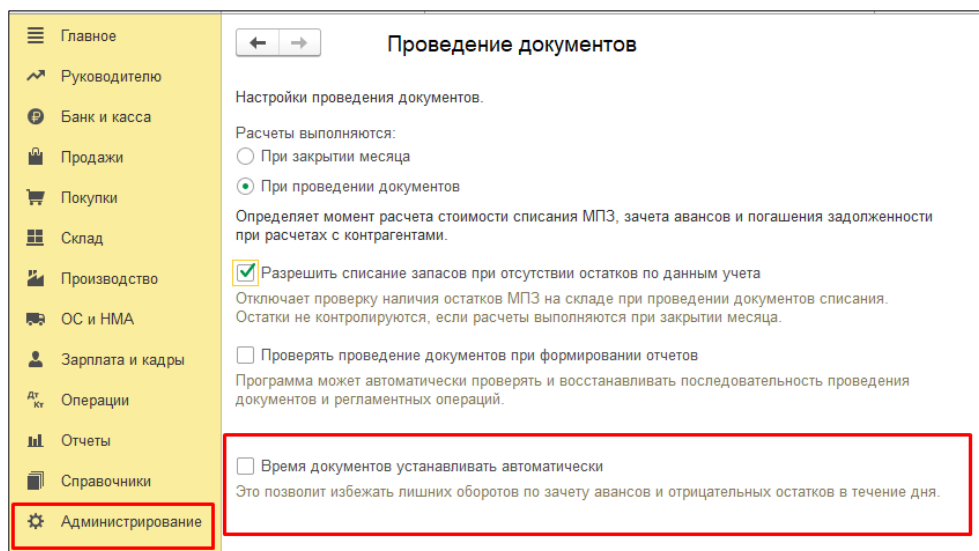 Главное
Руководителю
Банк и касса
Продажи
Покупки
Склад
Производство
ОС и НМА
Зарплата и кадры
Дт Кт Операции
Отчеты
Справочники
Администрирование
Проведение документов
Настройки проведения документов.
Расчеты выполняются:
При закрытии месяца
При проведении документов
Определяет момент расчета стоимости списания МПЗ, зачета авансов и погашения задолженности
при расчетах с контрагентами.
Разрешить списание запасов при отсутствии остатков по данным учета
Отключает проверку наличия остатков МПЗ на складе при проведении документов списания.
Остатки не контролируются, если расчеты выполняются при закрытии месяца.
Проверять проведение документов при формировании отчетов
Программа может автоматически проверять и восстанавливать последовательность проведения
документов и регламентных операций.
Время документов устанавливать автоматически
Это позволит избежать лишних оборотов по зачету авансов и отрицательных остатков в течение дня.